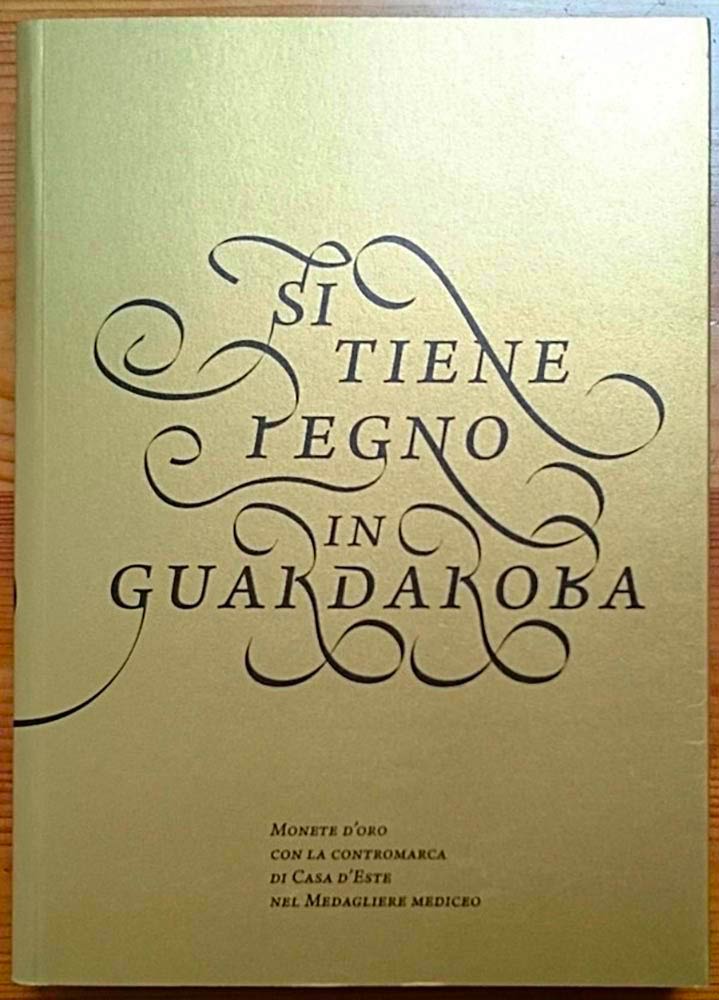 SI
TIENE
PEGNO
IN
GUARDAROBA
MONETE D'ORO
CON LA CONTROMARCA
DI CASA D'ESTE
NEL MEDAGLIERE MEDICEO